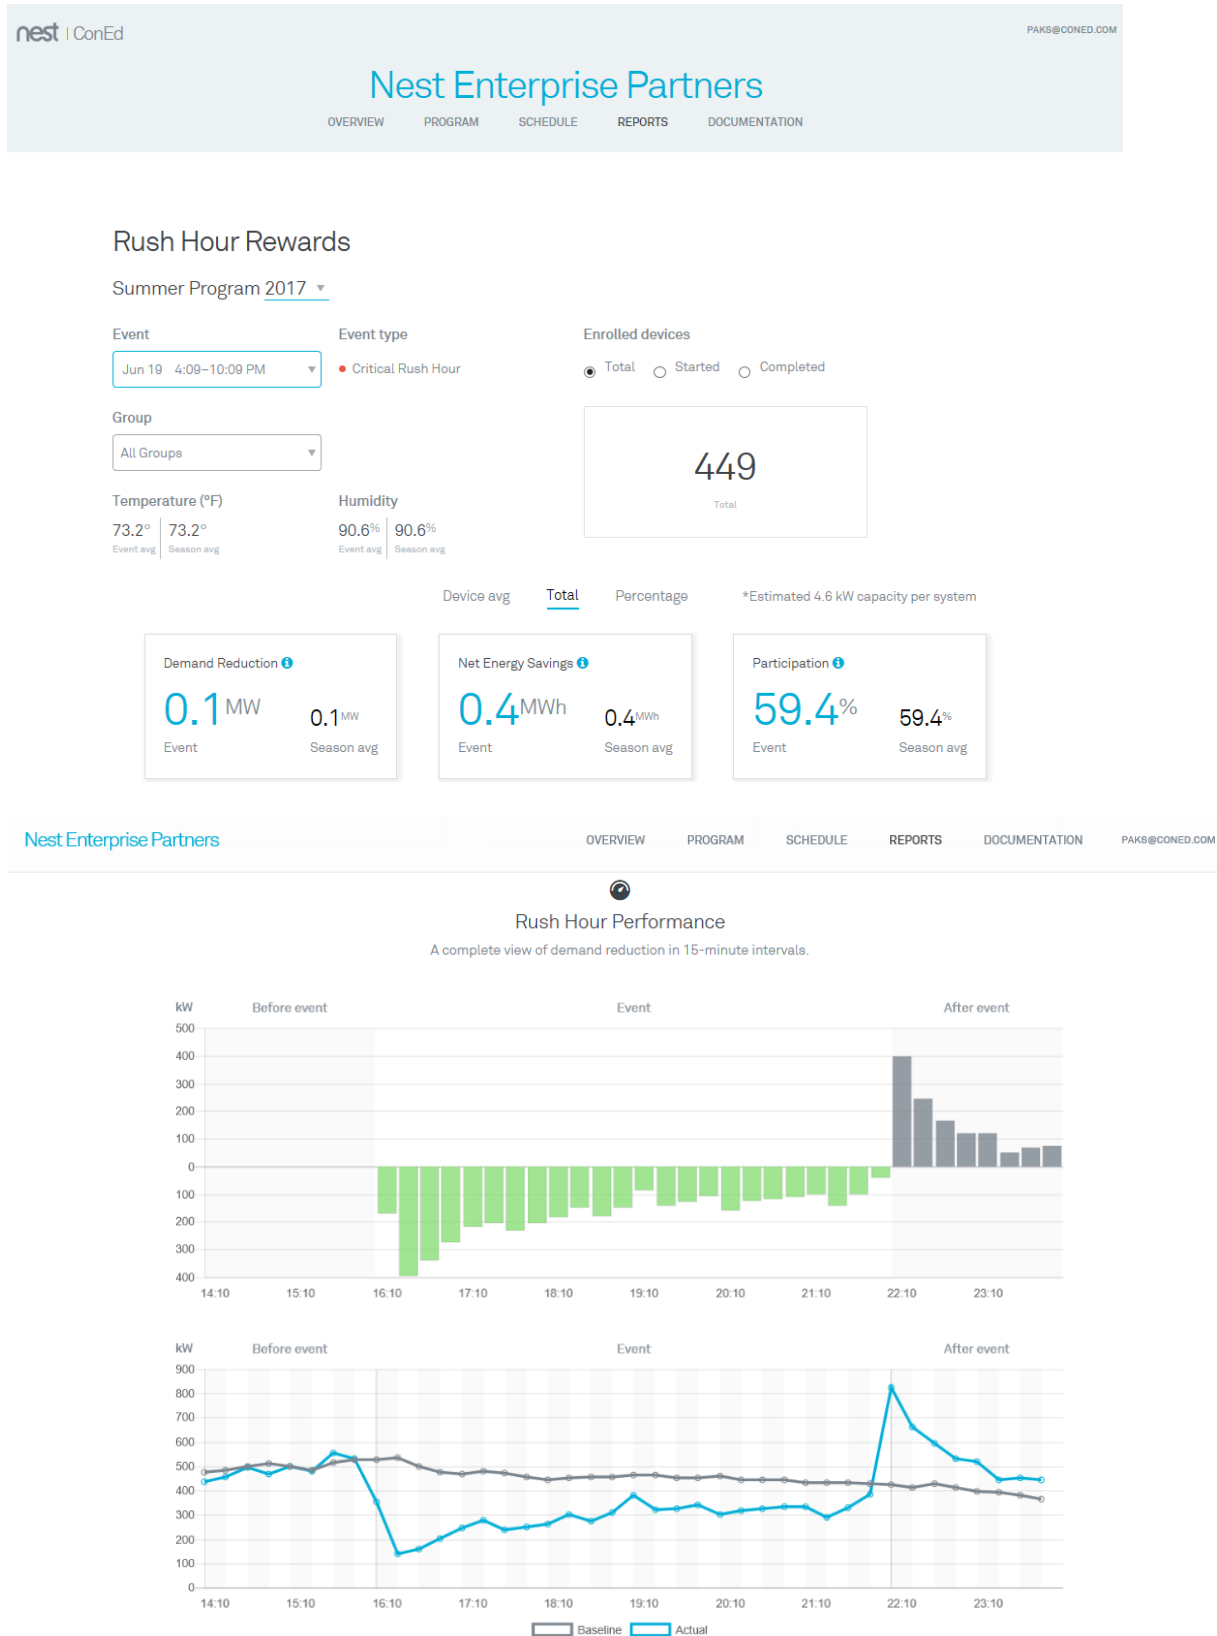 nest | ConEd
PAKS@CONED.COM
Nest Enterprise Partners
OVERVIEW PROGRAM SCHEDULE REPORTS DOCUMENTATION
Rush Hour Rewards
Summer Program 2017
Event Event type Enrolled devices
Jun 19 4:09–10:09 PM Critical Rush Hour Total Started Completed
Group
All Groups
449
Total
Temperature (°F) Humidity
73.2° 73.2° 90.6% 90.6%
Event avg Season avg Event avg Season avg
Device avg Total Percentage *Estimated 4.6 kW capacity per system
Demand Reduction Net Energy Savings Participation
0.1 MW 0.1 MW 0.4 MWh 0.4 MWh 59.4% 59.4%
Event Season avg Event Season avg Event Season avg
Nest Enterprise Partners OVERVIEW PROGRAM SCHEDULE REPORTS DOCUMENTATION PAKS@CONED.COM
Rush Hour Performance
A complete view of demand reduction in 15-minute intervals.
kW Before event Event After event
500
400
300
200
100
0
100
200
300
400
14:10 15:10 16:10 17:10 18:10 19:10 20:10 21:10 22:10 23:10
kW Before event Event After event
900
800
700
600
500
400
300
200
100
0
14:10 15:10 16:10 17:10 18:10 19:10 20:10 21:10 22:10 23:10
Baseline Actual